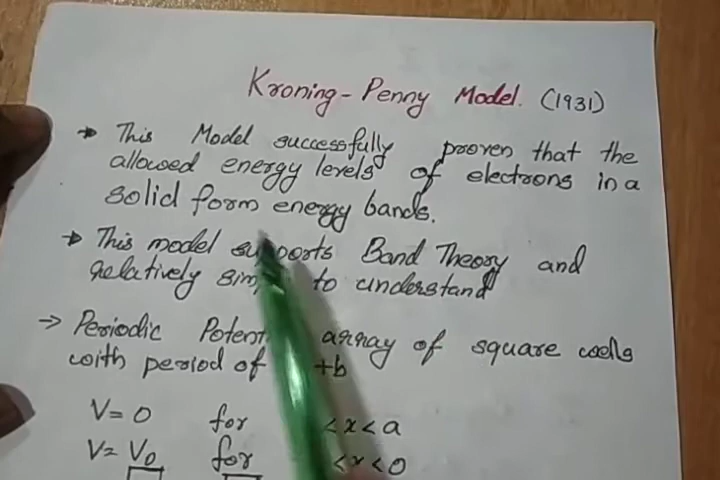 Kroning-Penny Model. (1931)
This Model successfully proven that the
allowed energy levels of electrons in a
solid form energy bands.
This model supports Band Theory and
relatively to understand
→ Periodic array of square wells
with period of +b
V=0 for <x<a
V=V₀ for <x<0